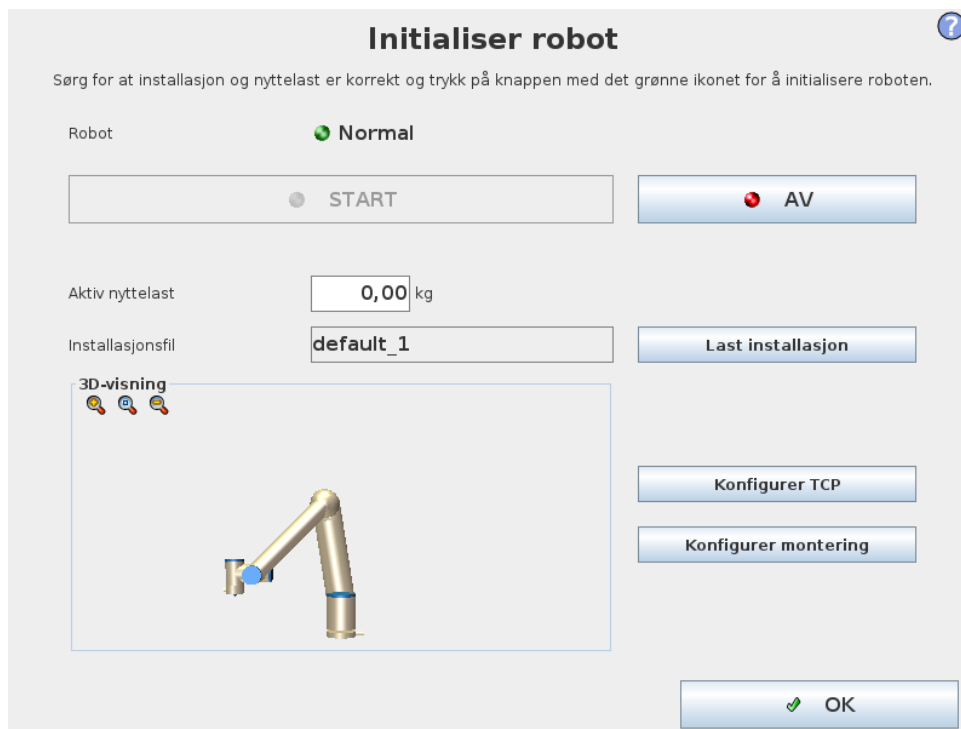 Initialiser robot
?
Sørg for at installasjon og nyttelast er korrekt og trykk på knappen med det grønne ikonet for å initialisere roboten.
Robot
Normal
START
AV
Aktiv nyttelast
0,00 kg
Installasjonsfil
default_1
Last installasjon
3D-visning
Konfigurer TCP
Konfigurer montering
OK